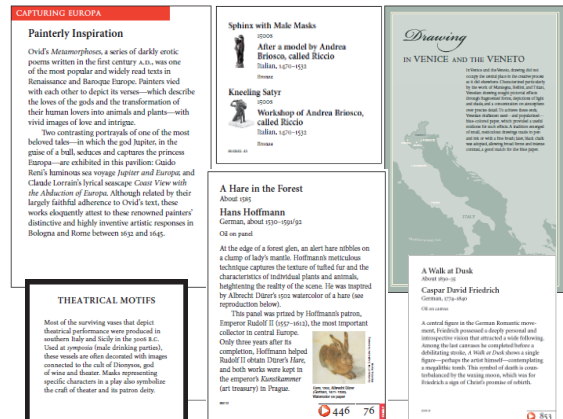 CAPTURING EUROPA
Painterly Inspiration
Ovid's Metamorphoses, a series of darkly erotic
poems written in the first century A.D., was one
of the most popular and widely read texts in
Renaissance and Baroque Europe. Painters vied
with each other to depict its verses—which describe
the loves of the gods and the transformation of
their human lovers into animals and plants—with
vivid images of love and intrigue.
Two contrasting portrayals of one of the most
beloved tales—in which the god Jupiter, in the
guise of a bull, seduces and captures the princess
Europa—are exhibited in this pavilion: Guido
Reni's luminous sea voyage Jupiter and Europa; and
Claude Lorrain's lyrical seascape Coast View with
the Abduction of Europa. Although related by their
largely faithful adherence to Ovid's text, these
works eloquently attest to these renowned painters'
distinctive and highly inventive artistic responses in
Bologna and Rome between 1632 and 1645.
THEATRICAL MOTIFS
Most of the surviving vases that depict
theatrical performance were produced in
southern Italy and Sicily in the 300s B.C.
Used at symposia (male drinking parties),
these vessels are often decorated with images
connected to the cult of Dionysos, god
of wine and theater. Masks representing
specific characters in a play also symbolize
the craft of theater and its patron deity.
Sphinx with Male Masks
1500s
After a model by Andrea
Briosco, called Riccio
Italian, 1470–1532
Bronze
Kneeling Satyr
1500s
Workshop of Andrea Briosco,
called Riccio
Italian, 1470–1532
Bronze
A Hare in the Forest
About 1585
Hans Hoffmann
German, about 1530–1591/92
Oil on panel
At the edge of a forest glen, an alert hare nibbles on
a clump of lady's mantle. Hoffmann's meticulous
technique captures the texture of tufted fur and the
characteristics of individual plants and animals,
heightening the reality of the scene. He was inspired
by Albrecht Dürer's 1502 watercolor of a hare (see
reproduction below).
This panel was prized by Hoffmann's patron,
Emperor Rudolf II (1557–1612), the most important
collector in central Europe.
Only three years after its
completion, Hoffmann helped
Rudolf II obtain Dürer's Hare,
and both works were kept in
the emperor's Kunstkammer
(art treasury) in Prague.
446 76
Drawing
IN VENICE AND THE VENETO
ITALY
A Walk at Dusk
About 1830–35
Caspar David Friedrich
German, 1774–1840
Oil on canvas
A central figure in the German Romantic move-
ment, Friedrich possessed a deeply personal and
introspective vision that attracted a wide following.
Among the last canvases he completed before a
debilitating stroke, A Walk at Dusk shows a single
figure—perhaps the artist himself—contemplating
a megalithic tomb. This symbol of death is coun-
terbalanced by the waxing moon, which was for
Friedrich a sign of Christ's promise of rebirth.
853